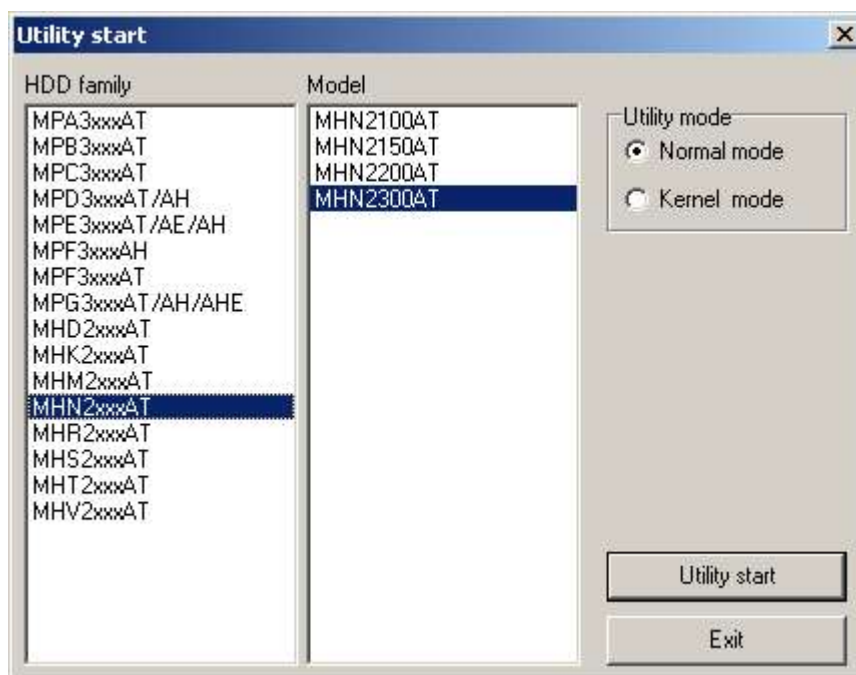 Utility start
HDD family
MPA3xxxAT
MPB3xxxAT
MPC3xxxAT
MPD3xxxAT/AH
MPE3xxxAT/AE/AH
MPF3xxxAH
MPF3xxxAT
MPG3xxxAT/AH/AHE
MHD2xxxAT
MHK2xxxAT
MHM2xxxAT
MHN2xxxAT
MHR2xxxAT
MHS2xxxAT
MHT2xxxAT
MHV2xxxAT
Model
MHN2100AT
MHN2150AT
MHN2200AT
MHN2300AT
Utility mode
Normal mode
Kernel mode
Utility start
Exit